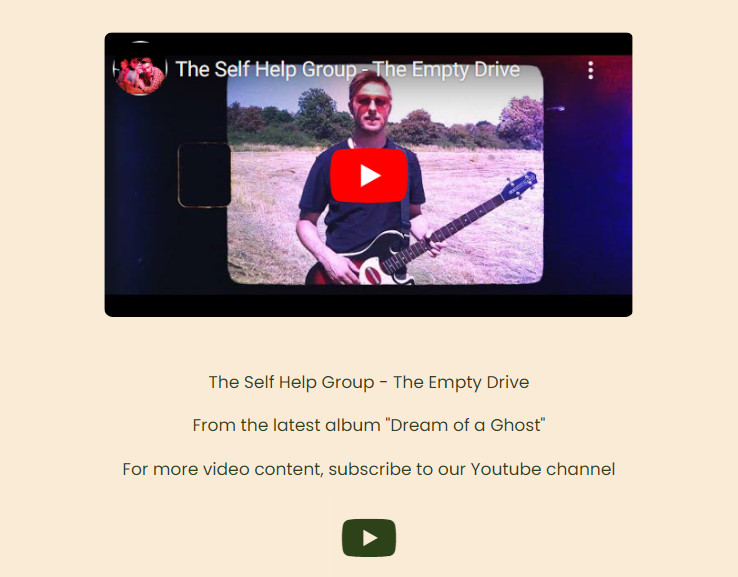 The Self Help Group - The Empty Drive
The Self Help Group - The Empty Drive
From the latest album "Dream of a Ghost"
For more video content, subscribe to our Youtube channel